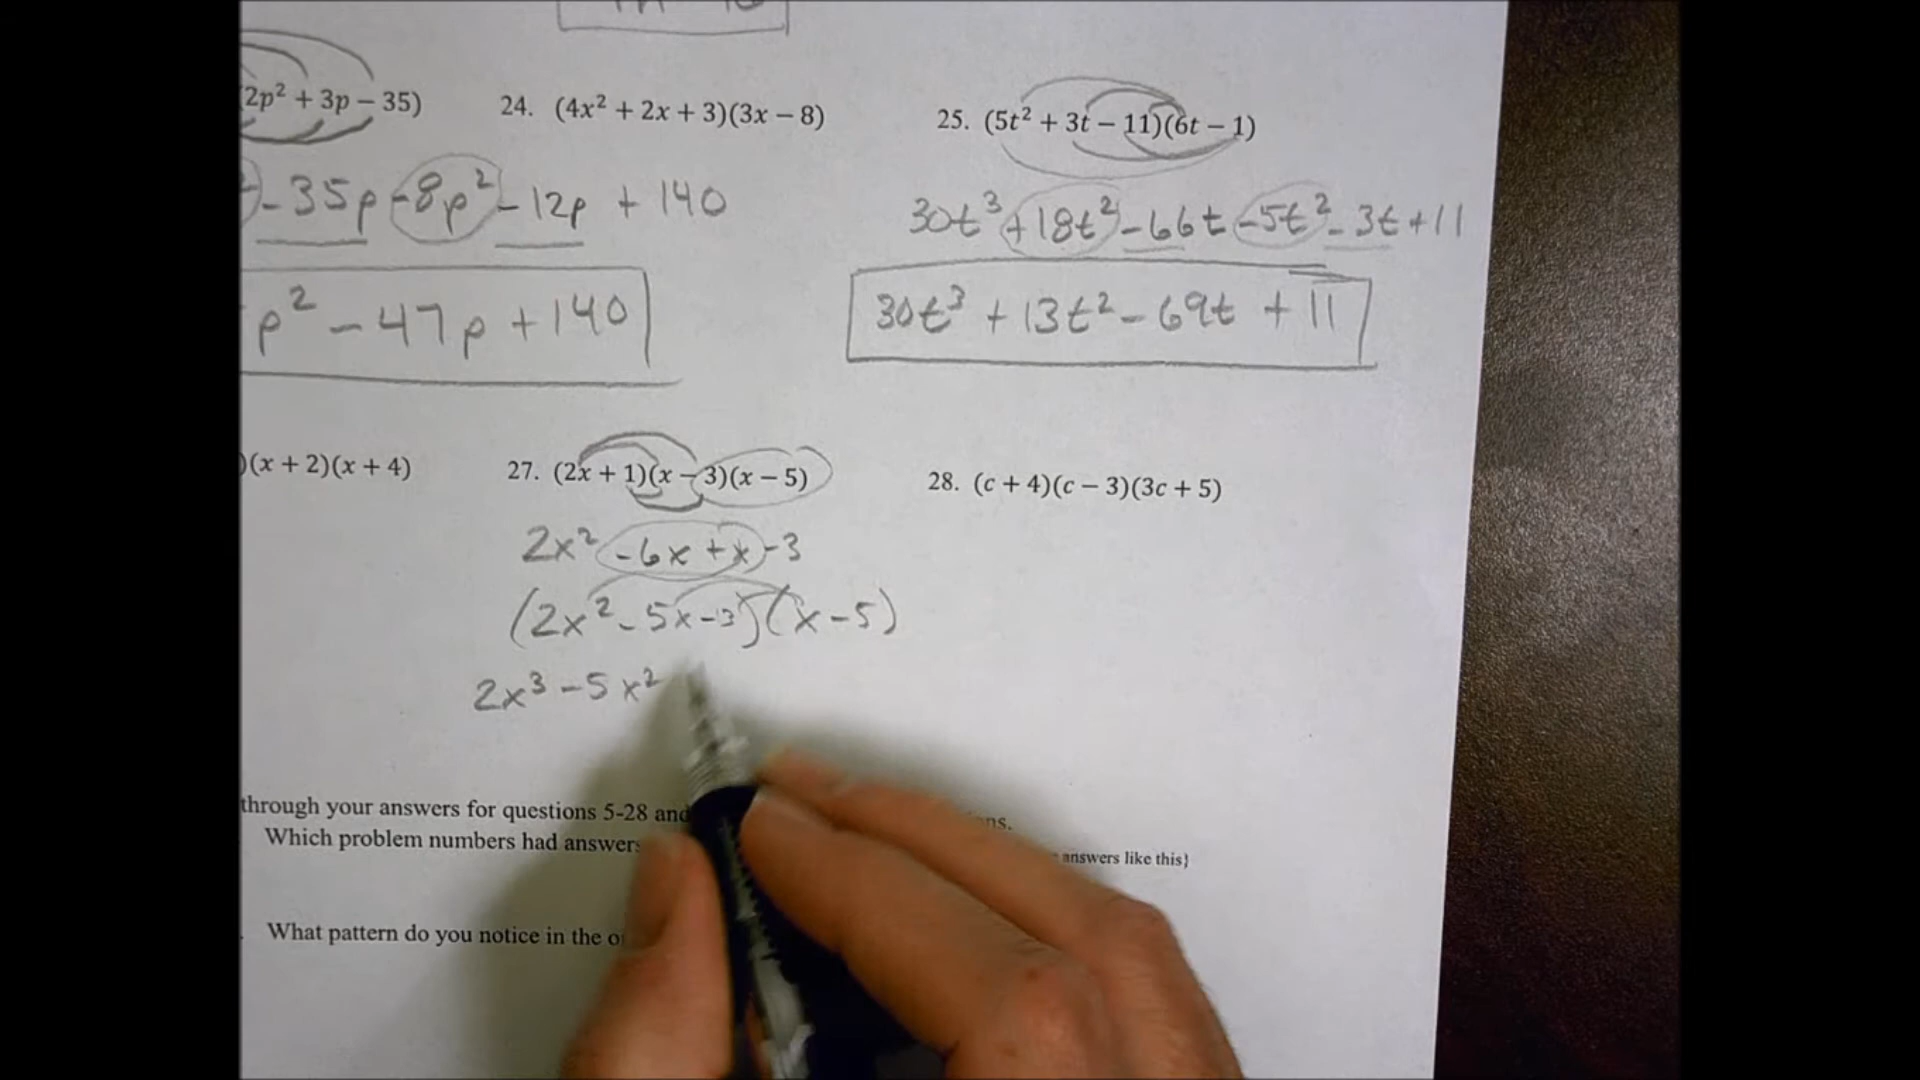 2p² + 3p − 35)
24. (4x² + 2x + 3)(3x − 8)
25. (5t² + 3t − 11)(6t − 1)
- 35p - 8p² - 12p + 140
30t³ + 18t² - 66t - 5t² - 3t + 11
p² - 47p + 140
30t³ + 13t² - 69t + 11
)(x + 2)(x + 4)
27. (2x + 1)(x − 3)(x − 5)
28. (c + 4)(c − 3)(3c + 5)
2x² - 6x + x - 3
(2x² - 5x - 3)(x - 5)
2x³ - 5x²
through your answers for questions 5-28 and
Which problem numbers had answers
answers like this}
What pattern do you notice in the